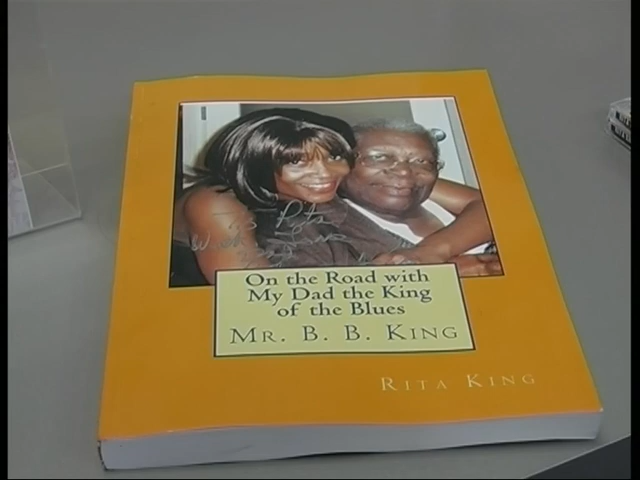 On the Road with
My Dad the King
of the Blues
MR. B. B. KING
RITA KING